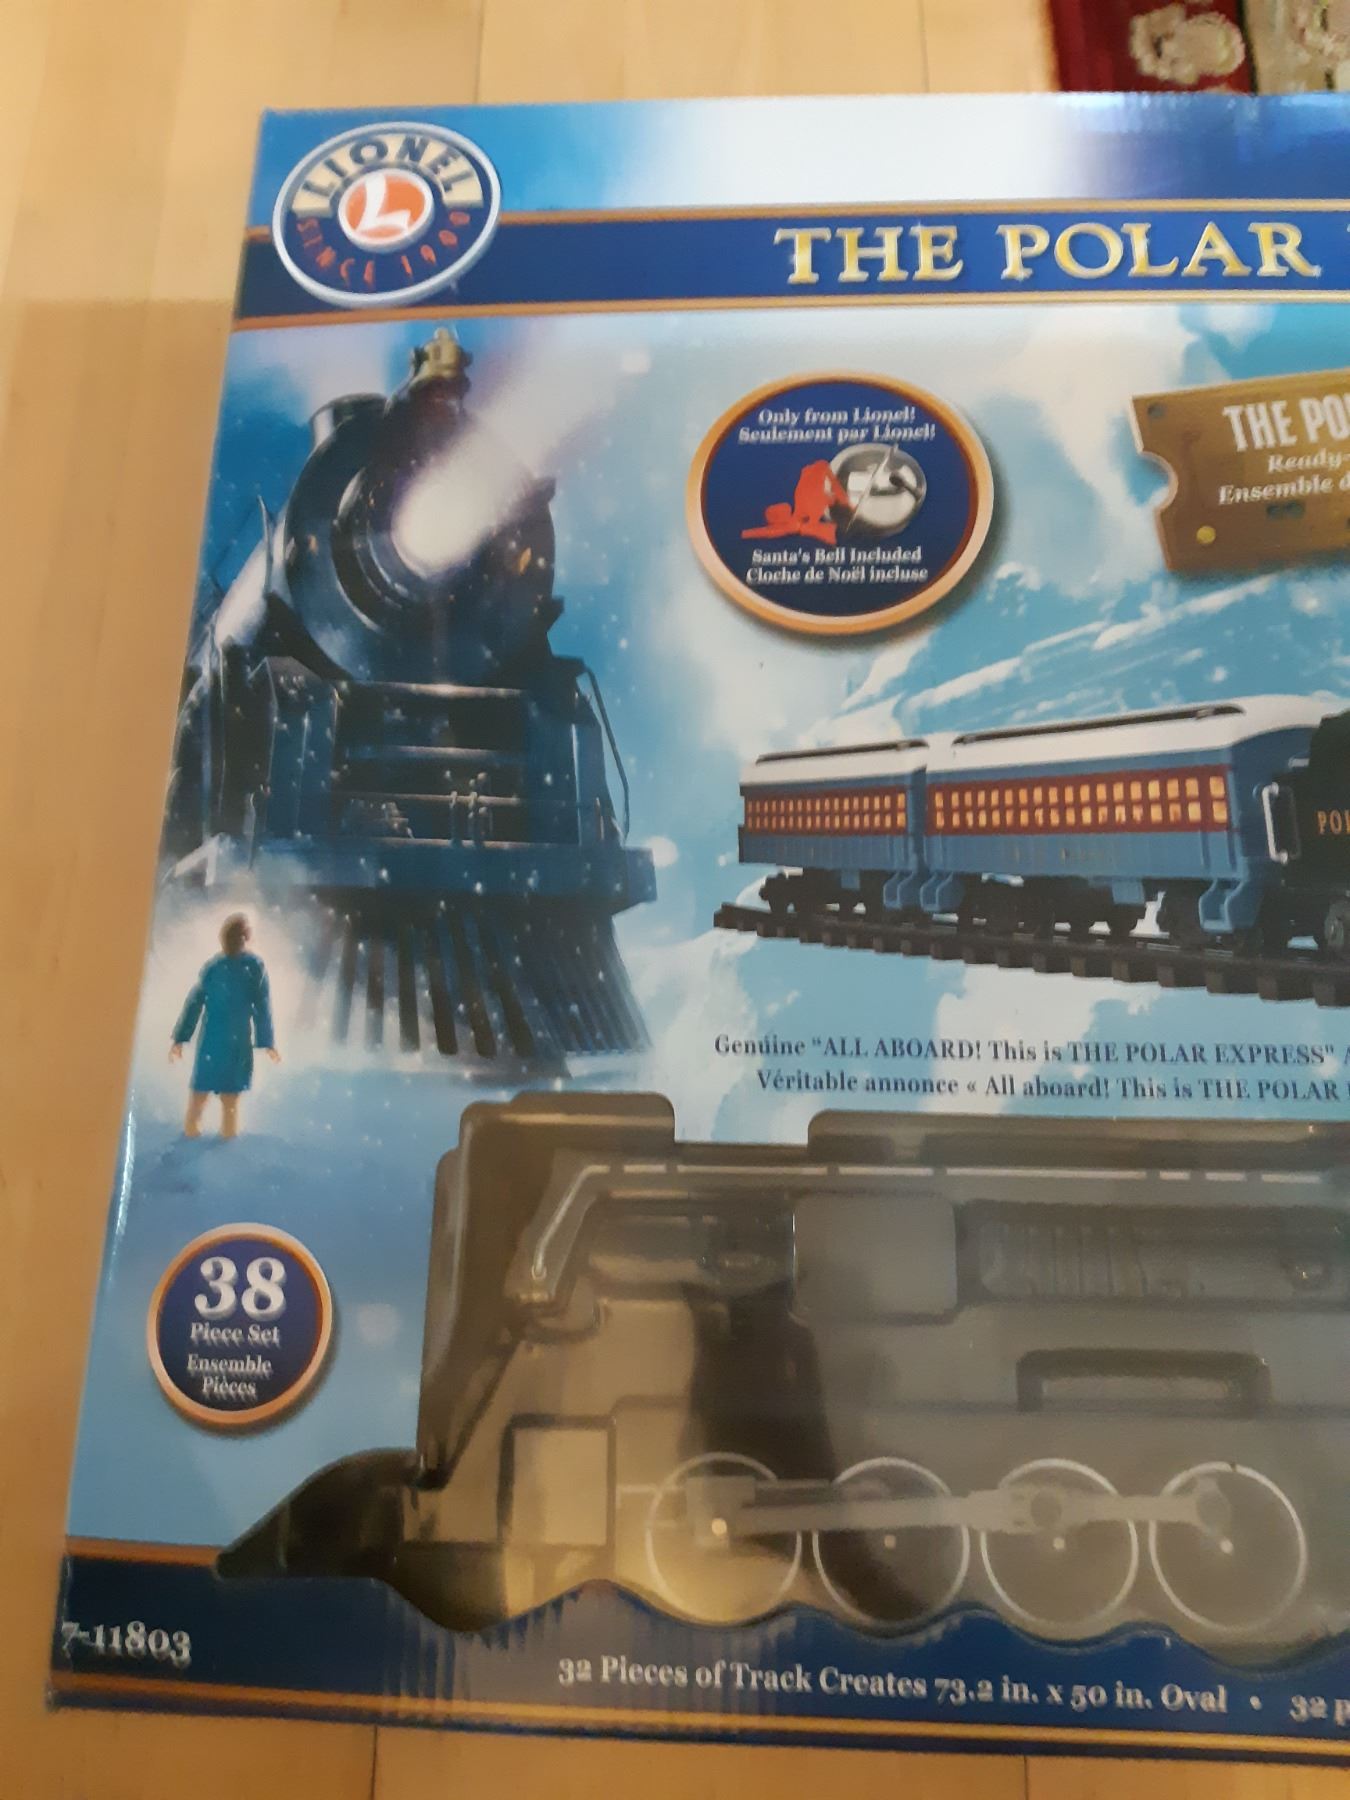 LIONEL
L
SINCE 1900
THE POLAR
Only from Lionel!
Seulement par Lionel!
Santa's Bell Included
Cloche de Noël incluse
THE PO
Ready-
Ensemble d
POL
Genuine "ALL ABOARD! This is THE POLAR EXPRESS" A
Véritable annonce « All aboard! This is THE POLAR
38
Piece Set
Ensemble
Pièces
7-11803
32 Pieces of Track Creates 73.2 in. x 50 in. Oval • 32 p